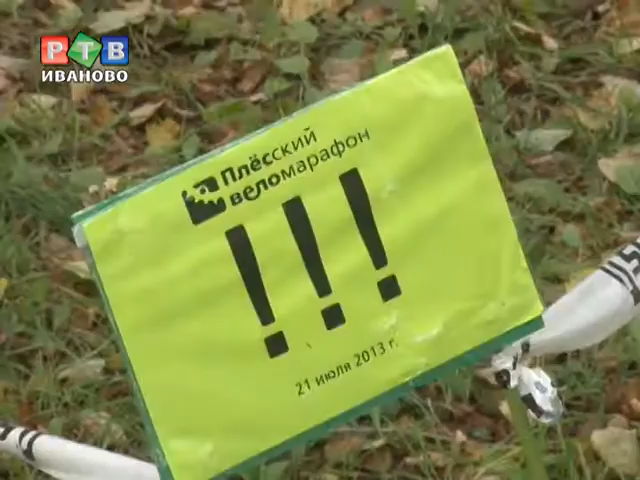 РТВ
ИВАНОВО
Плёсский
веломарафон
!!!
21 июля 2013 г.